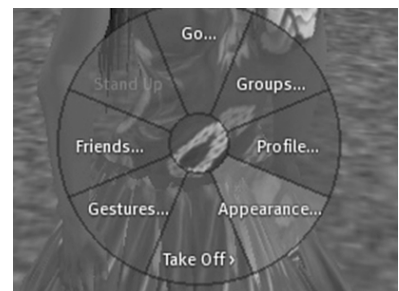 Go...
Stand Up
Groups...
Friends...
Profile...
Gestures...
Appearance...
Take Off >